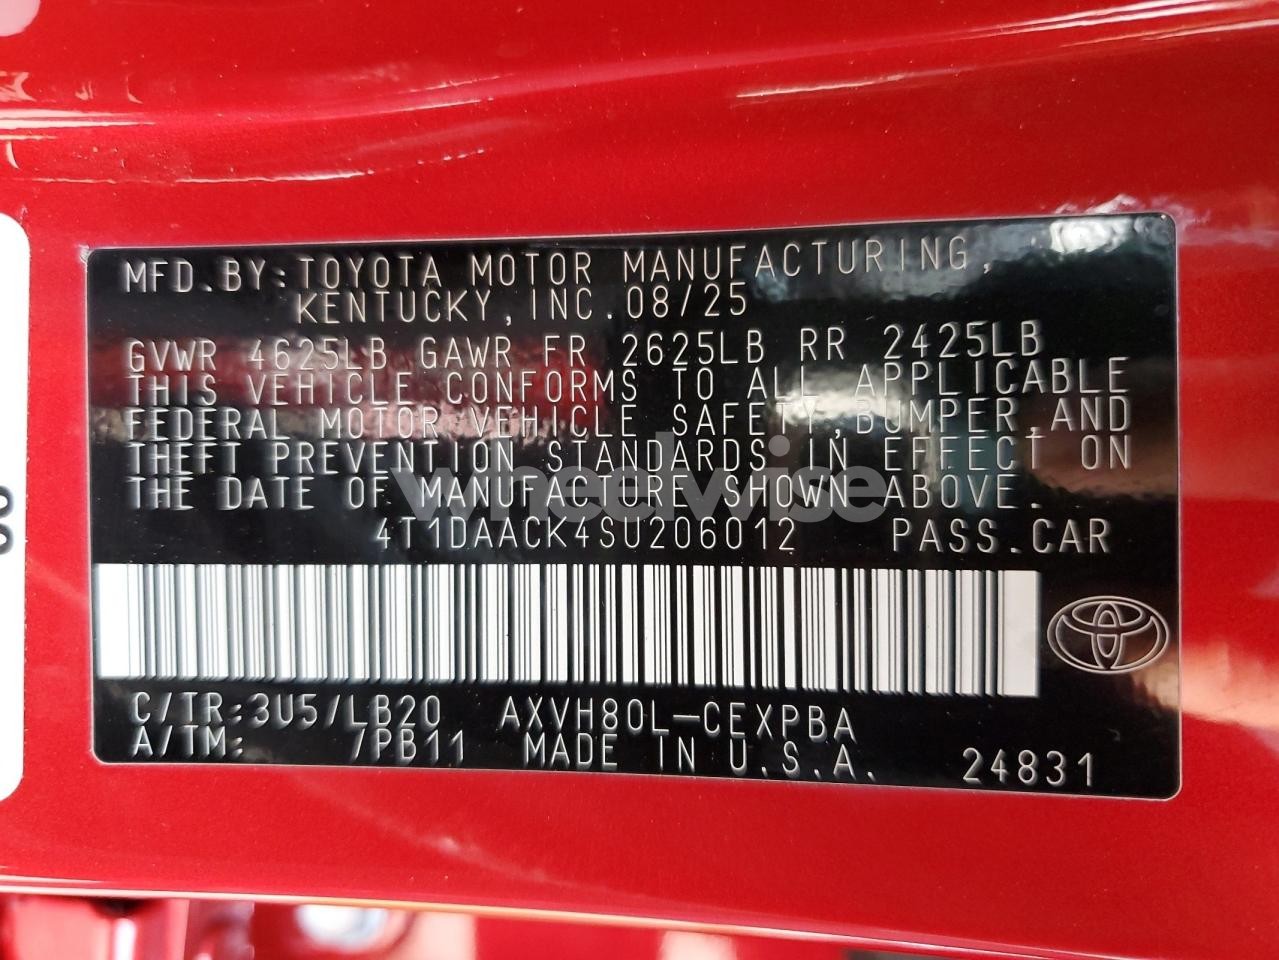 MFD.BY:TOYOTA MOTOR MANUFACTURING,
KENTUCKY,INC.08/25
GVWR 4625LB GAWR FR 2625LB RR 2425LB
THIS VEHICLE CONFORMS TO ALL APPLICABLE
FEDERAL MOTOR VEHICLE SAFETY,BUMPER,AND
THEFT PREVENTION STANDARDS IN EFFECT ON
THE DATE OF MANUFACTURE SHOWN ABOVE.
wheelwise
4T1DAACK4SU206012 PASS.CAR
C/TR:3U5/LB20 AXVH80L-CEXPBA
A/TM: /PB11 MADE IN U.S.A. 24831